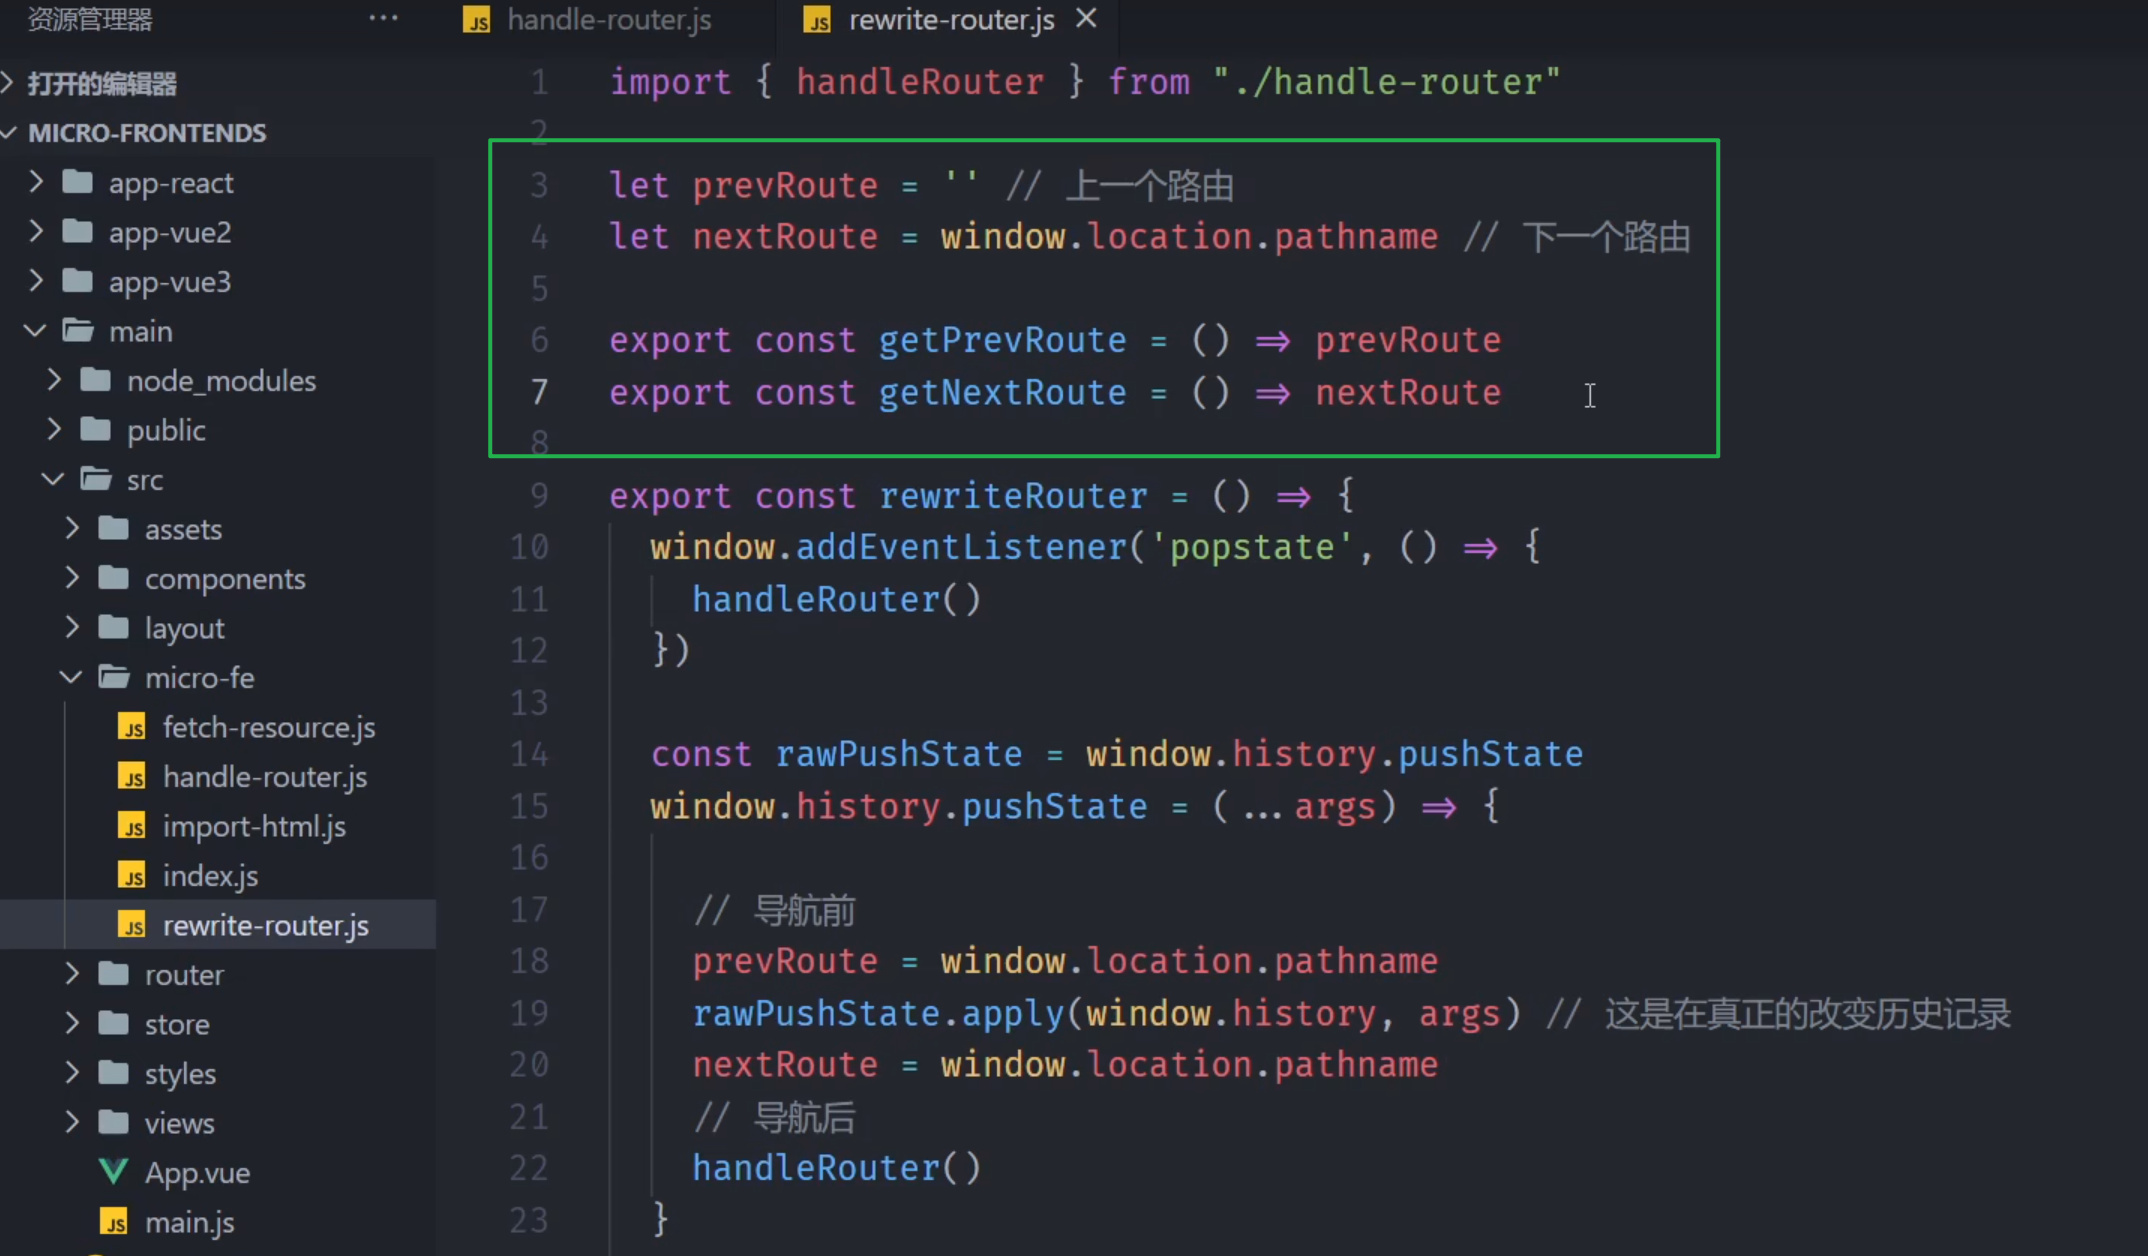 资源管理器
···
打开的编辑器
MICRO-FRONTENDS
app-react
app-vue2
app-vue3
main
node_modules
public
src
assets
components
layout
micro-fe
JS fetch-resource.js
JS handle-router.js
JS import-html.js
JS index.js
JS rewrite-router.js
router
store
styles
views
App.vue
JS main.js
JS handle-router.js
JS rewrite-router.js ×
1 import { handleRouter } from "./handle-router"
2
3 let prevRoute = '' // 上一个路由
4 let nextRoute = window.location.pathname // 下一个路由
5
6 export const getPrevRoute = () => prevRoute
7 export const getNextRoute = () => nextRoute
8
9 export const rewriteRouter = () => {
10 window.addEventListener('popstate', () => {
11 handleRouter()
12 })
13
14 const rawPushState = window.history.pushState
15 window.history.pushState = (...args) => {
16
17 // 导航前
18 prevRoute = window.location.pathname
19 rawPushState.apply(window.history, args) // 这是在真正的改变历史记录
20 nextRoute = window.location.pathname
21 // 导航后
22 handleRouter()
23 }